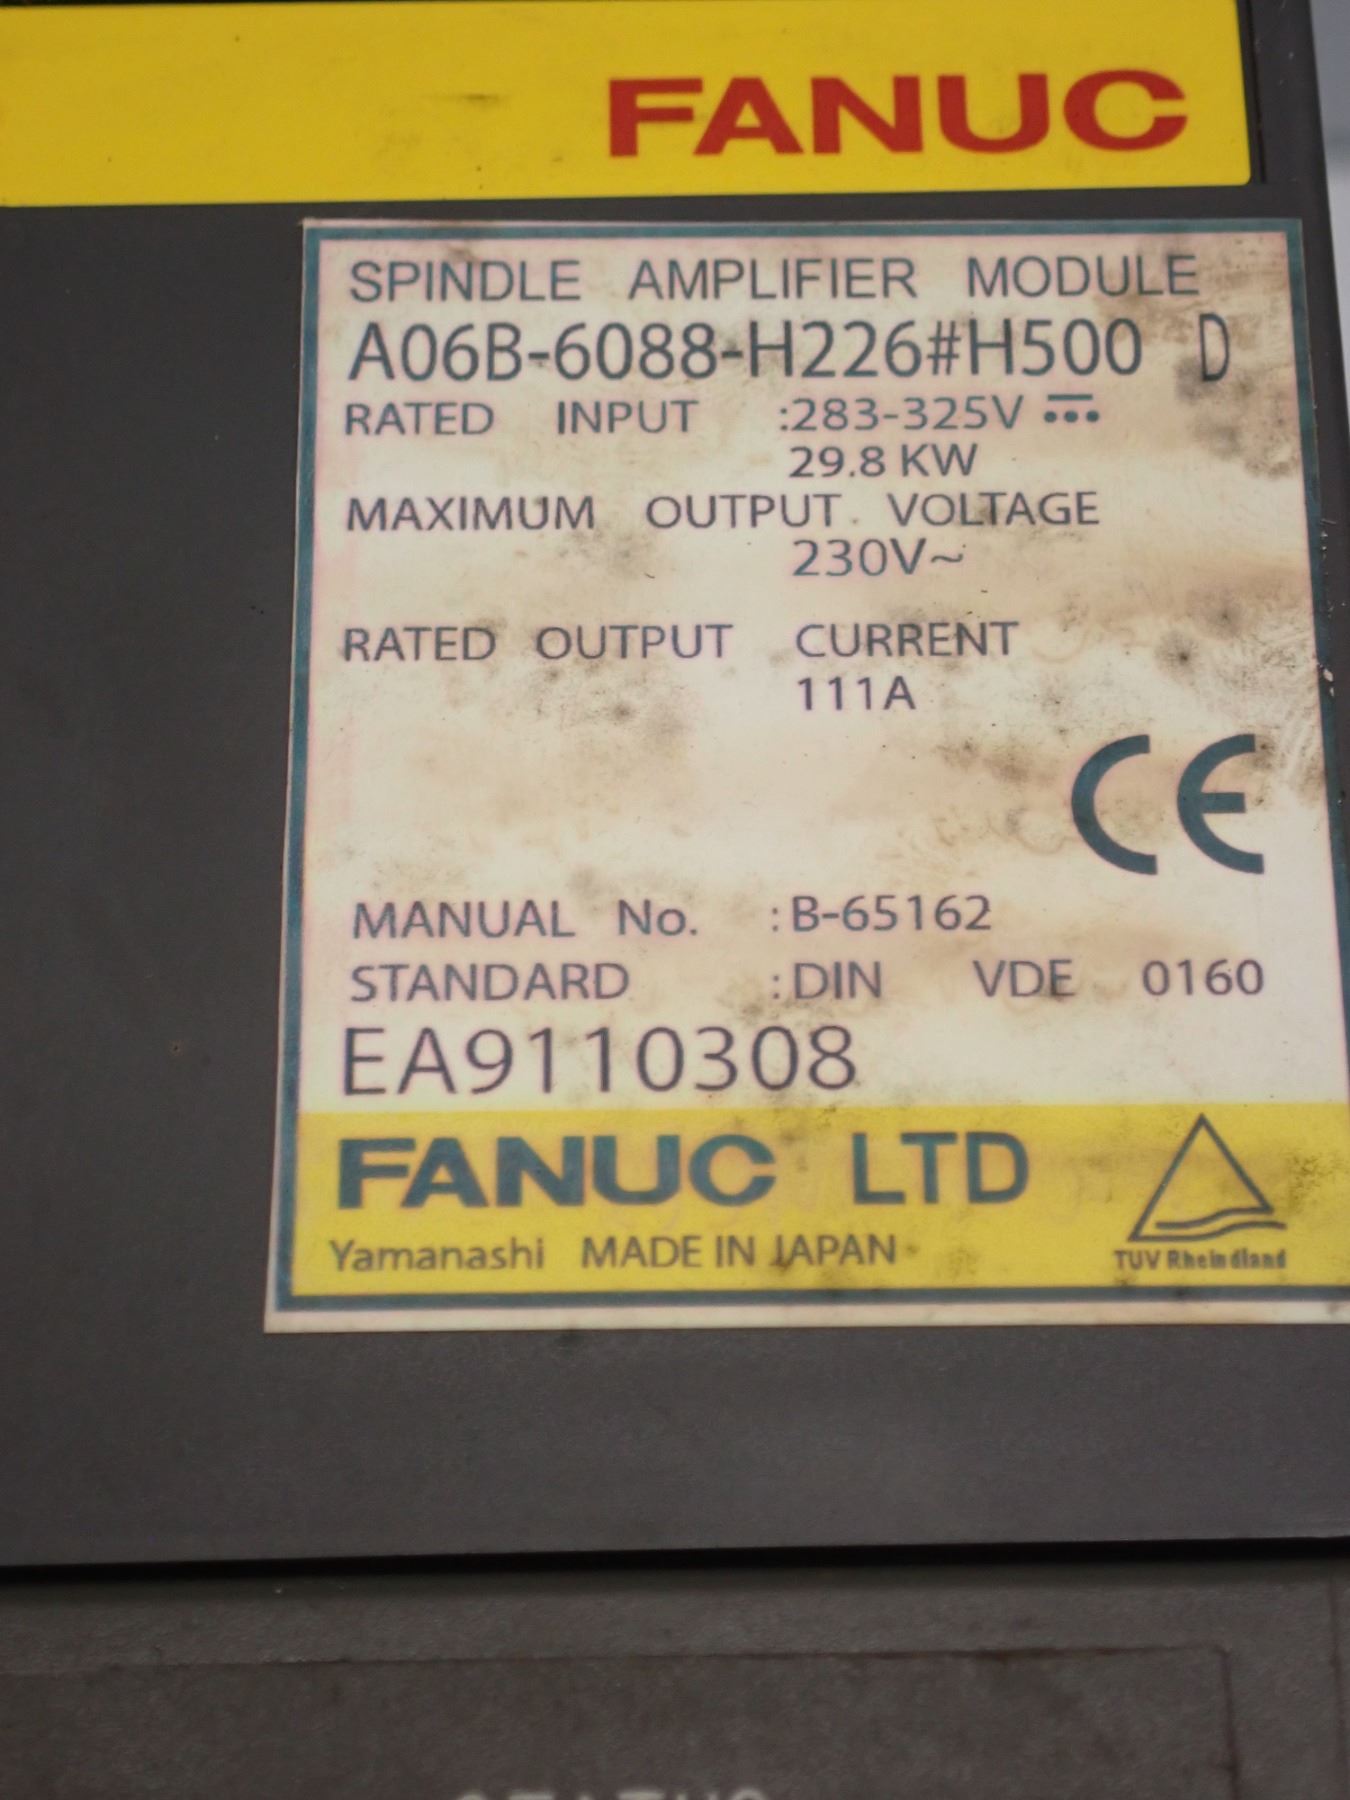 FANUC
SPINDLE AMPLIFIER MODULE
A06B-6088-H226#H500 D
RATED INPUT :283-325V ⎓
29.8 KW
MAXIMUM OUTPUT VOLTAGE
230V~
RATED OUTPUT CURRENT
111A
CE
MANUAL No. :B-65162
STANDARD :DIN VDE 0160
EA9110308
FANUC LTD
Yamanashi MADE IN JAPAN
TUV Rheindland